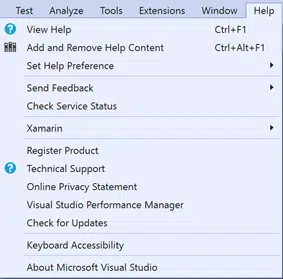 Test Analyze Tools Extensions Window Help
View Help Ctrl+F1
Add and Remove Help Content Ctrl+Alt+F1
Set Help Preference
Send Feedback
Check Service Status
Xamarin
Register Product
Technical Support
Online Privacy Statement
Visual Studio Performance Manager
Check for Updates
Keyboard Accessibility
About Microsoft Visual Studio